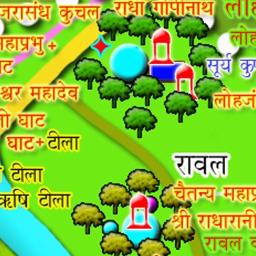 जरासंध कुचल
राधा गोपीनाथ
महाप्रभु +
घाट
सूर्य कु
श्वर महादेव
लोहजं
घाट
घाट+टीला
टीला
ऋषि टीला
रावल
चैतन्य महाप्र
श्री राधारानी
रावल